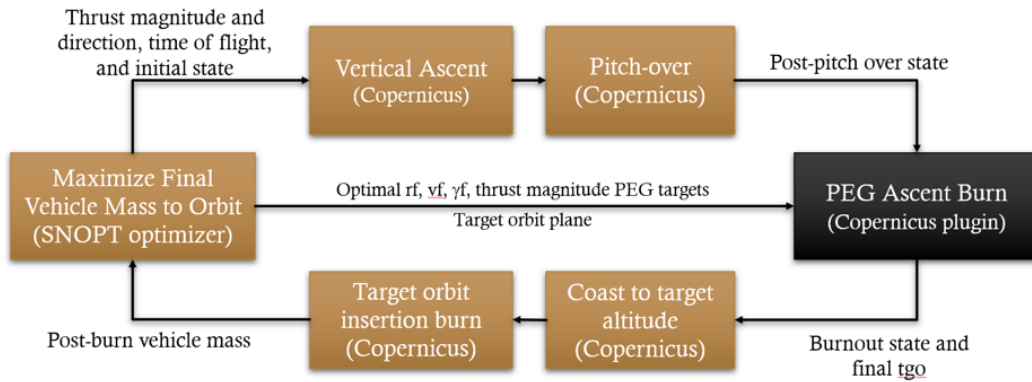 Thrust magnitude and
direction, time of flight,
and initial state
Vertical Ascent
(Copernicus)
Pitch-over
(Copernicus)
Post-pitch over state
Maximize Final
Vehicle Mass to Orbit
(SNOPT optimizer)
Optimal rf, vf, γf, thrust magnitude PEG targets
Target orbit plane
PEG Ascent Burn
(Copernicus plugin)
Target orbit
insertion burn
(Copernicus)
Coast to target
altitude
(Copernicus)
Post-burn vehicle mass
Burnout state and
final tgo